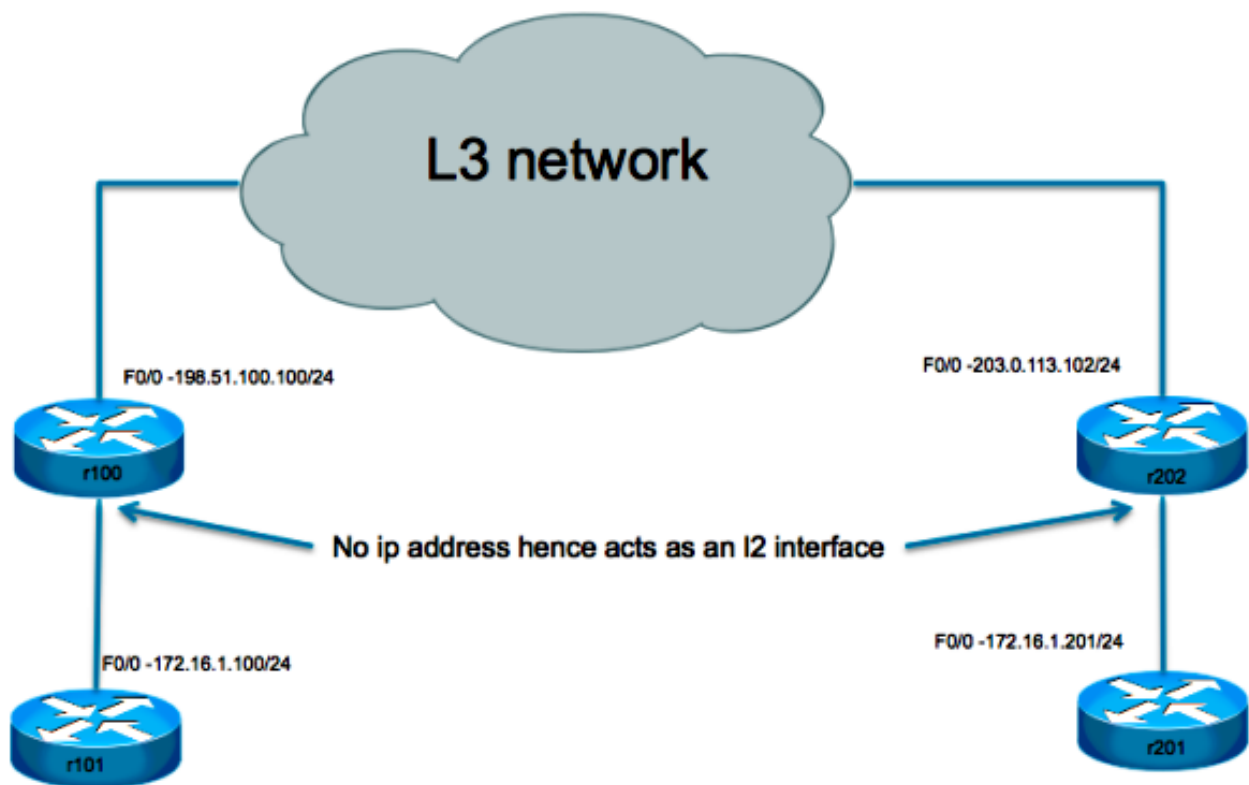 L3 network
F0/0 -198.51.100.100/24
F0/0 -203.0.113.102/24
r100
r202
No ip address hence acts as an l2 interface
F0/0 -172.16.1.100/24
F0/0 -172.16.1.201/24
r101
r201